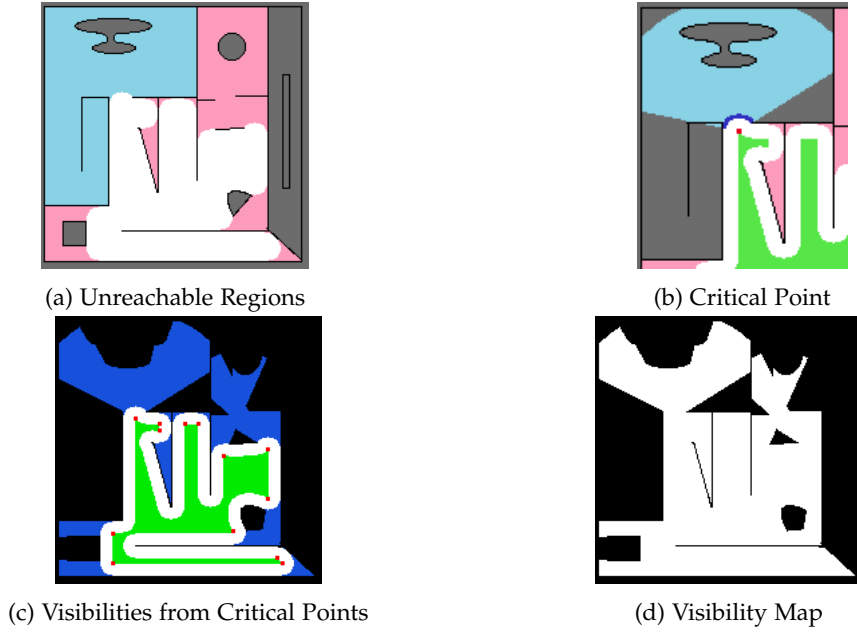 (a) Unreachable Regions
(b) Critical Point
(c) Visibilities from Critical Points
(d) Visibility Map